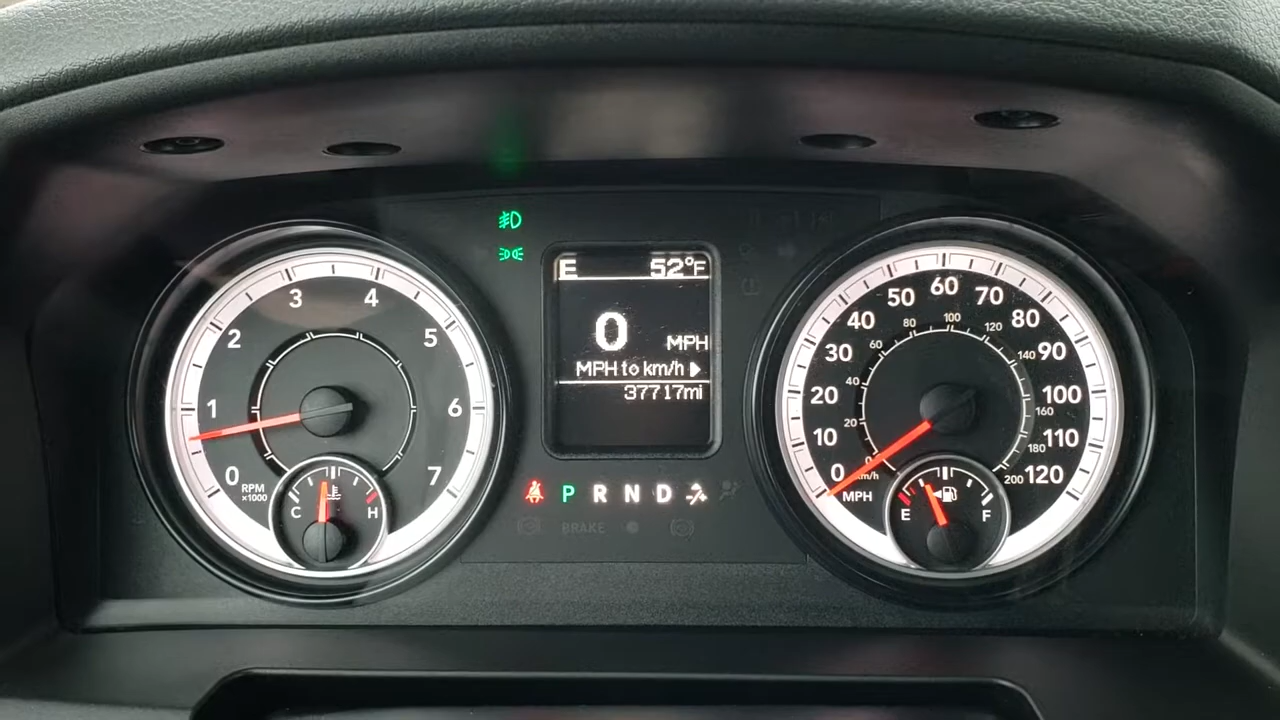 E 52°F
0 MPH
MPH to km/h
37717mi
0 1 2 3 4 5 6 7
RPM
x1000
C H
P R N D
BRAKE
0 10 20 30 40 50 60 70 80 90 100 110 120
MPH
0 20 40 60 80 100 120 140 160 180 200
km/h
E F